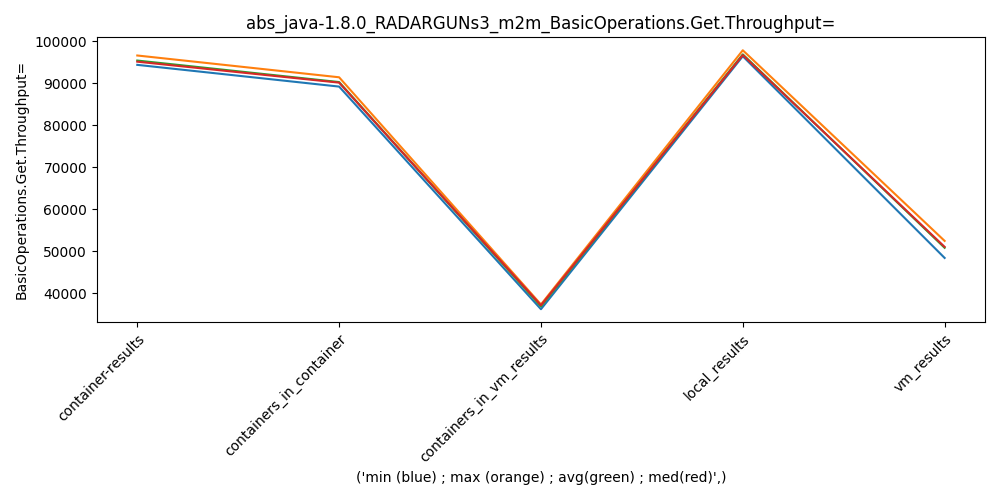 abs_java-1.8.0_RADARGUNs3_m2m_BasicOperations.Get.Throughput=
BasicOperations.Get.Throughput=
100000
90000
80000
70000
60000
50000
40000
container-results
containers_in_container
containers_in_vm_results
local_results
vm_results
('min (blue) ; max (orange) ; avg(green) ; med(red)',)